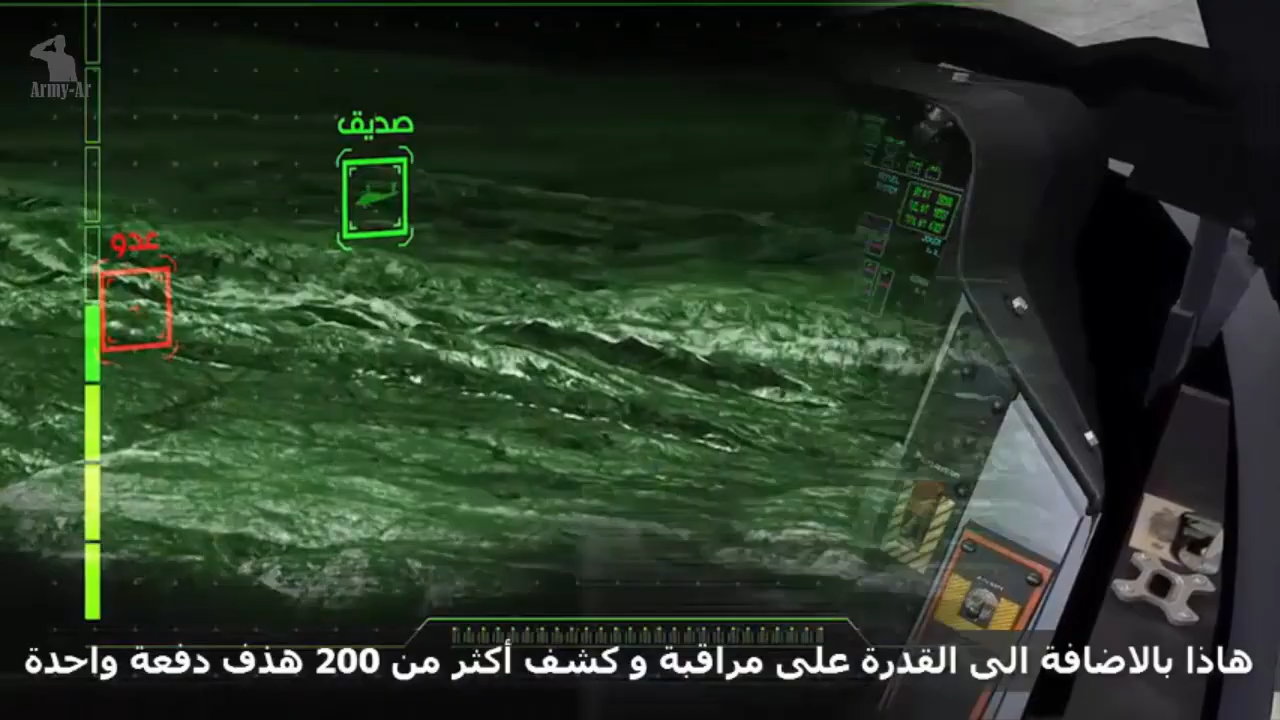 Army-Ar
صديق
عدو
هاذا بالاضافة الى القدرة على مراقبة و كشف أكثر من 200 هذف دفعة واحدة